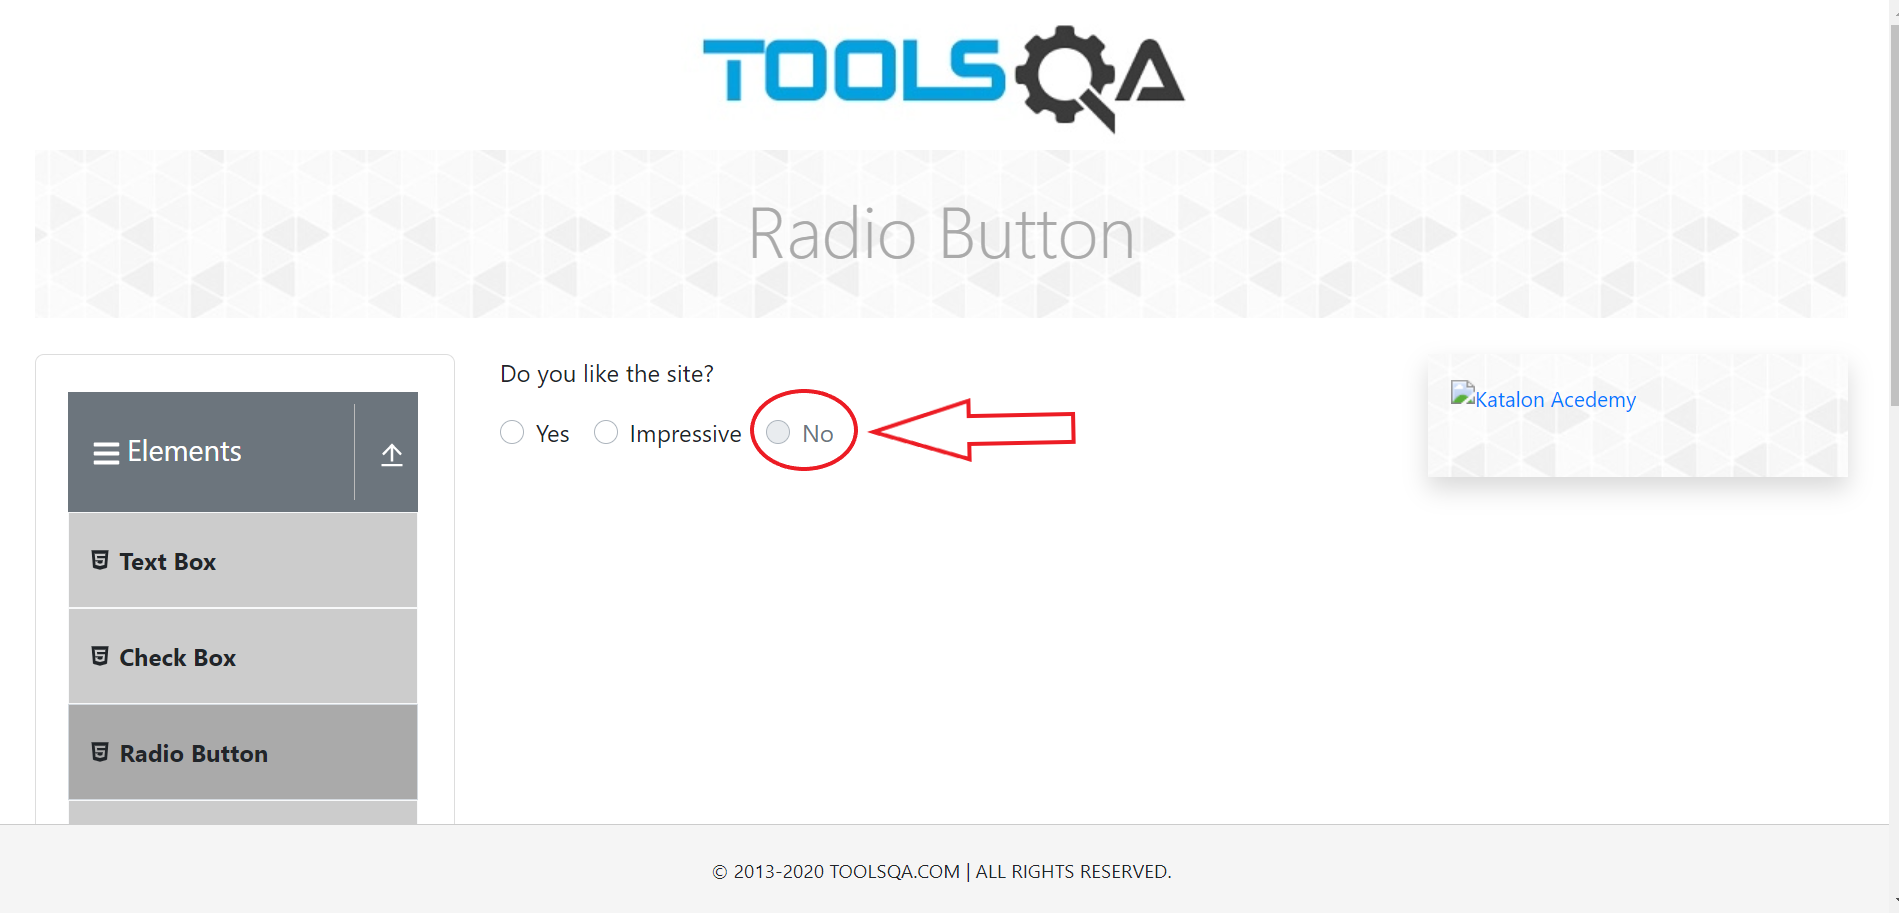 TOOLSQA
Radio Button
Do you like the site?
Yes Impressive No
Katalon Acedemy
Elements
Text Box
Check Box
Radio Button
© 2013-2020 TOOLSQA.COM | ALL RIGHTS RESERVED.